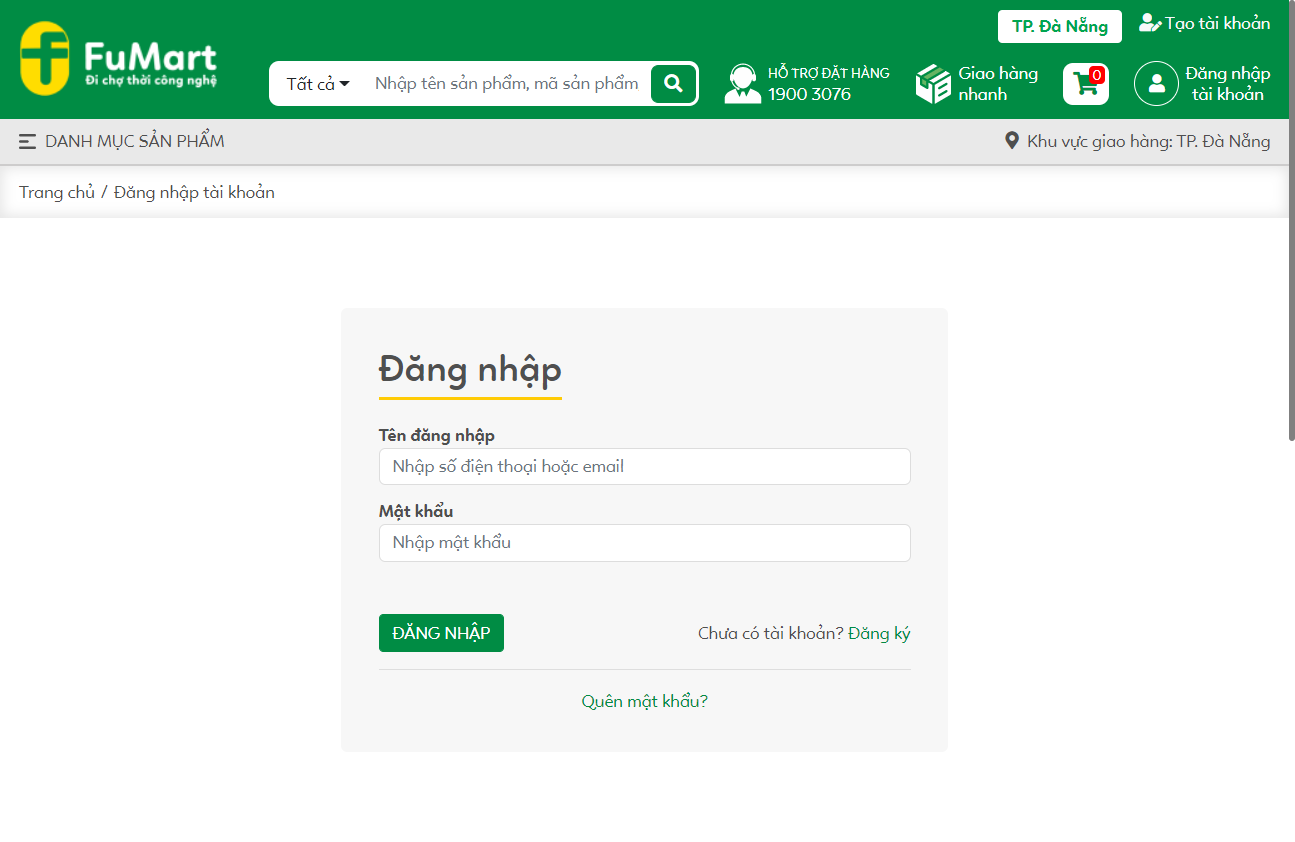 TP. Đà Nẵng
Tạo tài khoản
FuMart
Đi chợ thời công nghệ
Tất cả
Nhập tên sản phẩm, mã sản phẩm
HỖ TRỢ ĐẶT HÀNG
1900 3076
Giao hàng
nhanh
0
Đăng nhập
tài khoản
DANH MỤC SẢN PHẨM
Khu vực giao hàng: TP. Đà Nẵng
Trang chủ / Đăng nhập tài khoản
Đăng nhập
Tên đăng nhập
Nhập số điện thoại hoặc email
Mật khẩu
Nhập mật khẩu
ĐĂNG NHẬP
Chưa có tài khoản? Đăng ký
Quên mật khẩu?